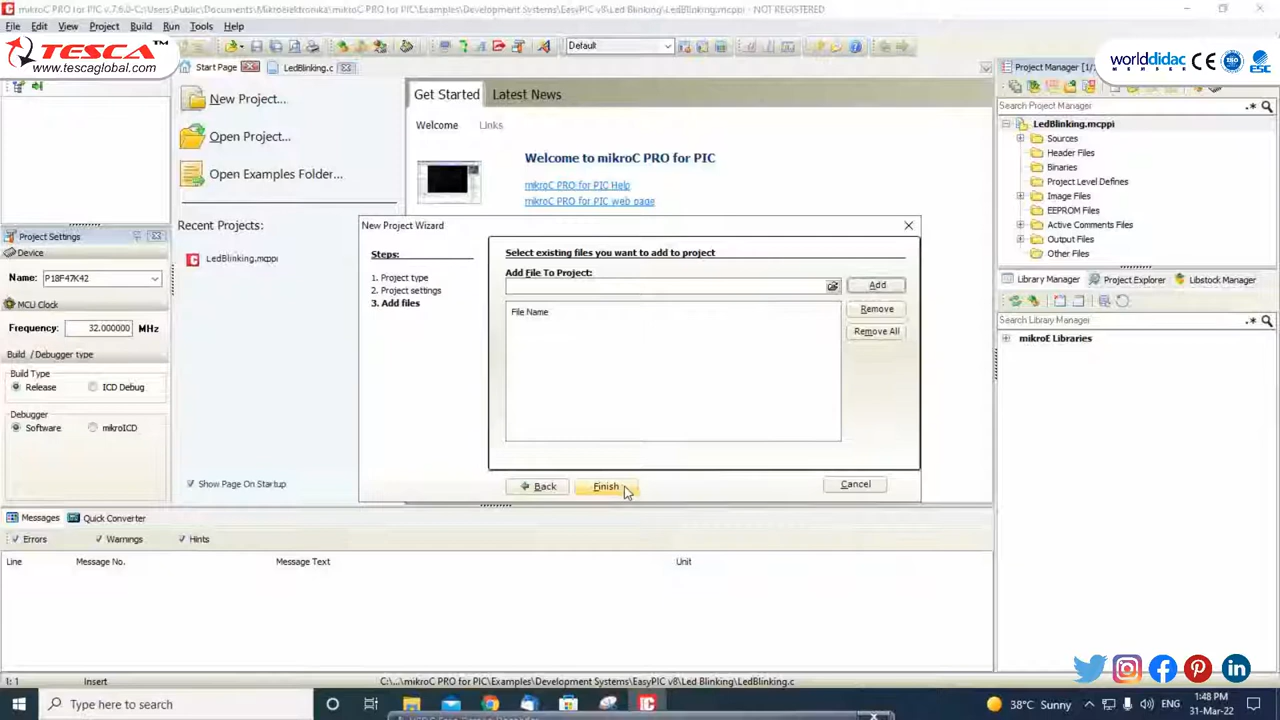 mikroC PRO for PIC v.7.6.0-C:\Users\Public\Documents\Mikroelektronika\mikroC PRO for PIC\Examples\Development Systems\EasyPIC v8\Led Blinking\LedBlinking.mcppi - NOT REGISTERED
File Edit View Project Build Run Tools Help
TESCA™
www.tescaglobal.com
Default
worlddidac
MEMBER
CE
ISO
ESC
Start Page
LedBlinking.c
Project Manager [1/
New Project...
Open Project...
Open Examples Folder...
Recent Projects:
LedBlinking.mcppi
Show Page On Startup
Get Started Latest News
Welcome Links
Welcome to mikroC PRO for PIC
mikroC PRO for PIC Help
mikroC PRO for PIC web page
Project Settings
Device
Name: P18F47K42
MCU Clock
Frequency: 32.000000 MHz
Build / Debugger type
Build Type
Release ICD Debug
Debugger
Software mikroICD
New Project Wizard
Steps:
1. Project type
2. Project settings
3. Add files
Select existing files you want to add to project
Add File To Project:
Add
File Name
Remove
Remove All
Back
Finish
Cancel
Search Project Manager
LedBlinking.mcppi
Sources
Header Files
Binaries
Project Level Defines
Image Files
EEPROM Files
Active Comments Files
Output Files
Other Files
Library Manager Project Explorer Libstock Manager
Search Library Manager
mikroE Libraries
Messages Quick Converter
Errors Warnings Hints
Line Message No. Message Text Unit
1: 1 Insert C:\...\mikroC PRO for PIC\Examples\Development Systems\EasyPIC v8\Led Blinking\LedBlinking.c
Type here to search
38°C Sunny
ENG
1:48 PM
31-Mar-22